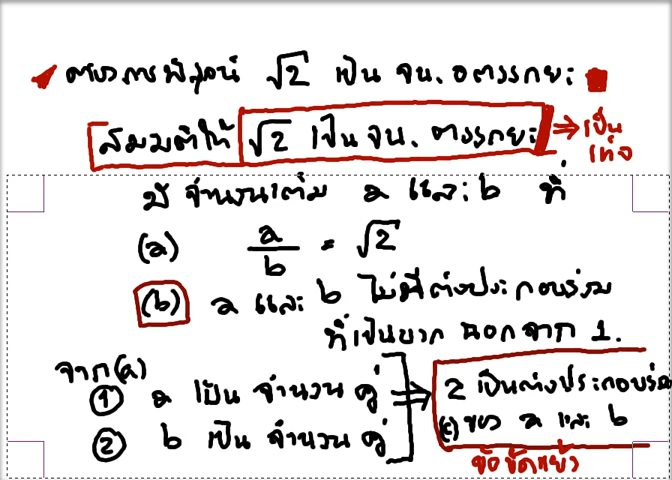 ต้องการพิสูจน์ √2 เป็น จน. อตรรกยะ
สมมติให้ √2 เป็น จน. ตรรกยะ ⇒ เป็น
เท็จ
มี จำนวนเต็ม a และ b ที่
(a) a/b = √2
(b) a และ b ไม่มีตัวประกอบร่วม
ที่เป็นบวก นอกจาก 1.
จาก (a)
① a เป็น จำนวน คู่
② b เป็น จำนวน คู่
⇒ 2 เป็นตัวประกอบร่วม
(c) ของ a และ b
ข้อขัดแย้ง